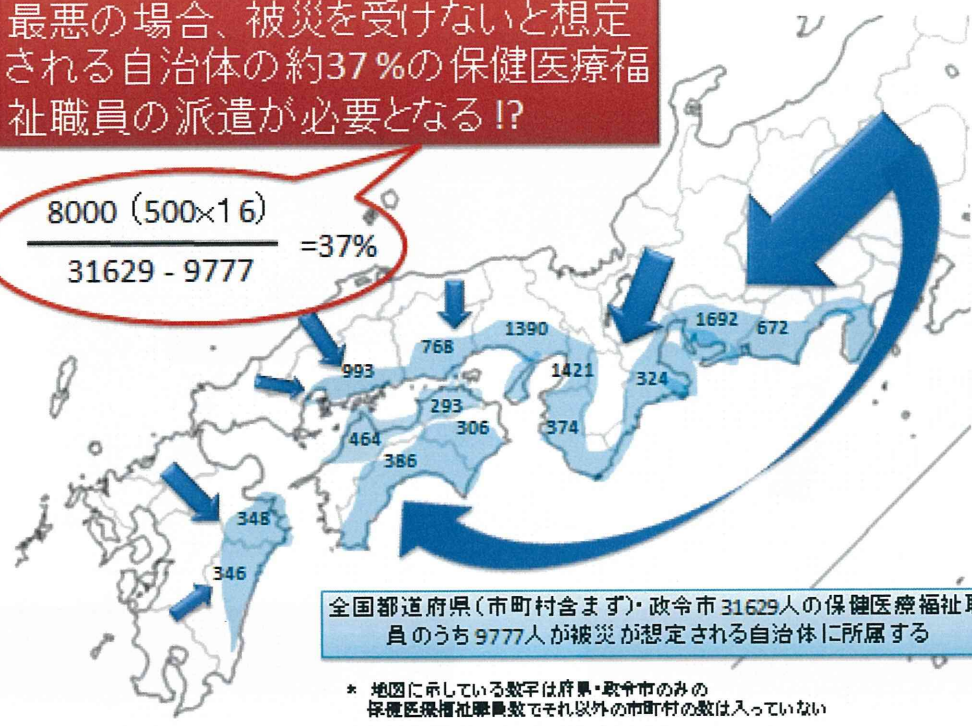 最悪の場合、被災を受けないと想定
される自治体の約37%の保健医療福
祉職員の派遣が必要となる!?
8000(500×16)
31629 - 9777
=37%
1390
1692
672
768
993
1421
324
293
306
374
464
386
348
346
全国都道府県(市町村含まず)・政令市31629人の保健医療福祉職
員のうち9777人が被災が想定される自治体に所属する
* 地図に示している数字は府県・政令市のみの
保健医療福祉職員数でそれ以外の市町村の数は入っていない